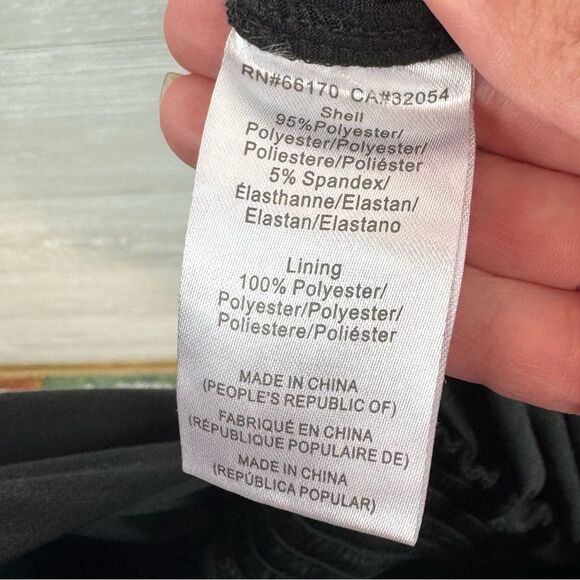 RN#66170 CA#32054
Shell
95%Polyester/
Polyester/Polyester/
Poliestere/Poliéster
5% Spandex/
Élasthanne/Elastan/
Elastan/Elastano
Lining
100% Polyester/
Polyester/Polyester/
Poliestere/Poliéster
MADE IN CHINA
(PEOPLE'S REPUBLIC OF)
FABRIQUÉ EN CHINA
(RÉPUBLIQUE POPULAIRE DE)
MADE IN CHINA
(REPÚBLICA POPULAR)